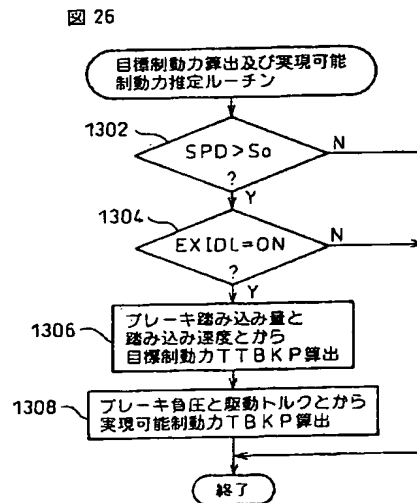 図 26
目標制動力算出及び実現可能
制動力推定ルーチン
1302
SPD>So
?
N
Y
1304
EXIDL=ON
?
N
Y
1306
ブレーキ踏み込み量と
踏み込み速度とから
目標制動力TTBKP算出
1308
ブレーキ負圧と駆動トルクとから
実現可能制動力TBKP算出
終了